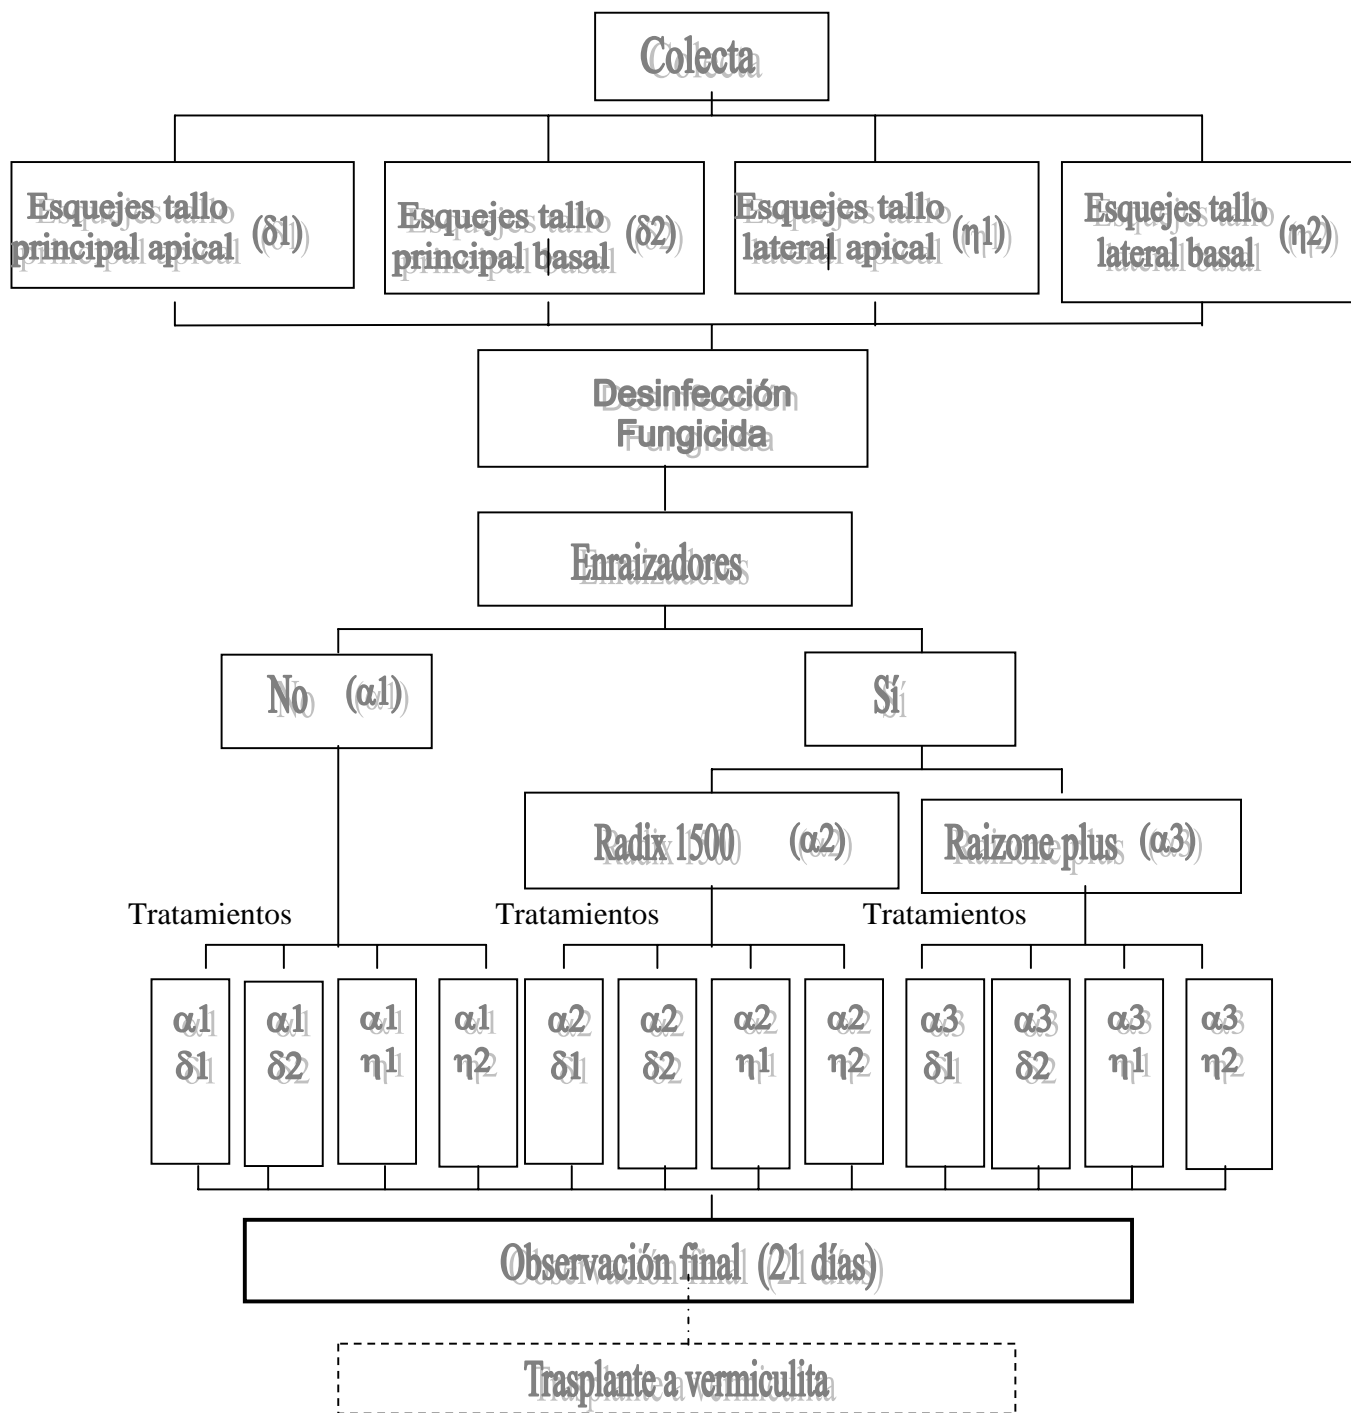 Colecta
Esquejes tallo
principal apical (δ1)
Esquejes tallo
principal basal (δ2)
Esquejes tallo
lateral apical (η1)
Esquejes tallo
lateral basal (η2)
Desinfección
Fungicida
Enraizadores
No (α1)
Sí
Radix 1500 (α2)
Raizone plus (α3)
Tratamientos
Tratamientos
Tratamientos
α1
δ1
α1
δ2
α1
η1
α1
η2
α2
δ1
α2
δ2
α2
η1
α2
η2
α3
δ1
α3
δ2
α3
η1
α3
η2
Observación final (21 días)
Trasplante a vermiculita